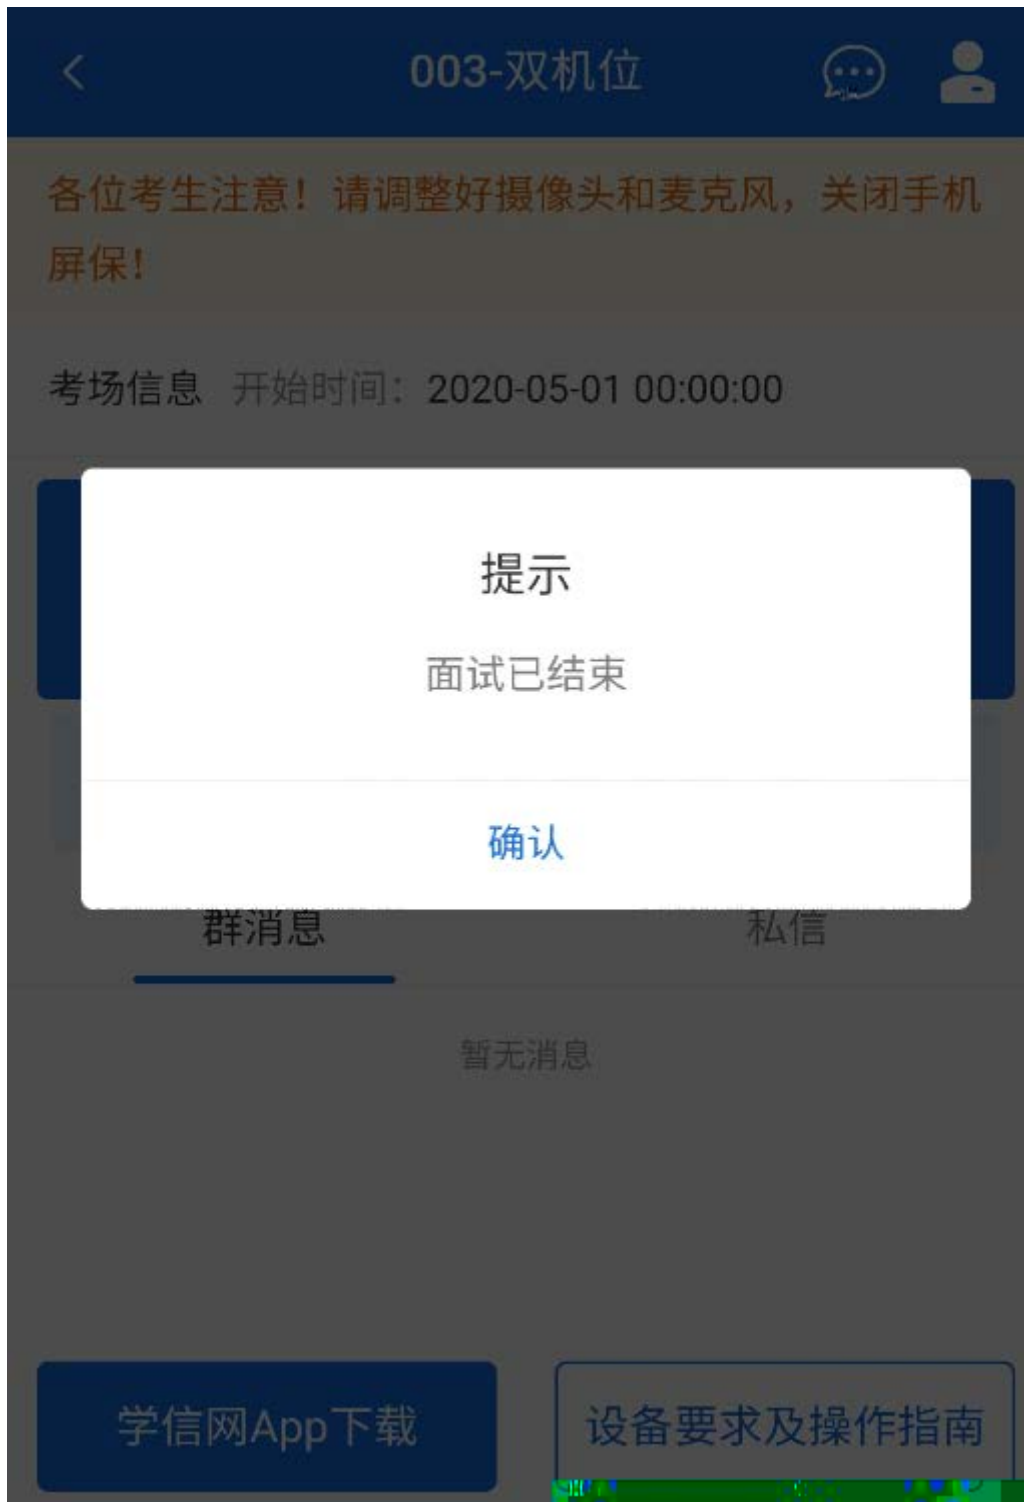 003-双机位
各位考生注意！请调整好摄像头和麦克风，关闭手机
屏保！
考场信息 开始时间：2020-05-01 00:00:00
提示
面试已结束
确认
群消息 私信
暂无消息
学信网App下载 设备要求及操作指南